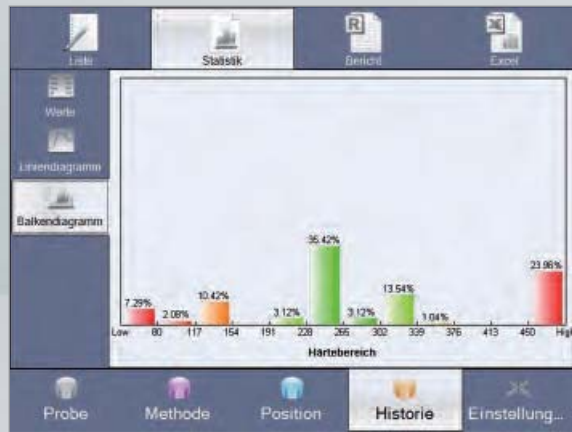 Liste Statistik Bericht Excel
Werte
Liniendiagramm
Balkendiagramm
7.29% 2.08% 10.42% 3.12% 35.42% 3.12% 13.54% 1.04% 23.96%
Low 80 117 154 191 228 265 302 339 376 413 450 High
Härtebereich
Probe Methode Position Historie Einstellung...